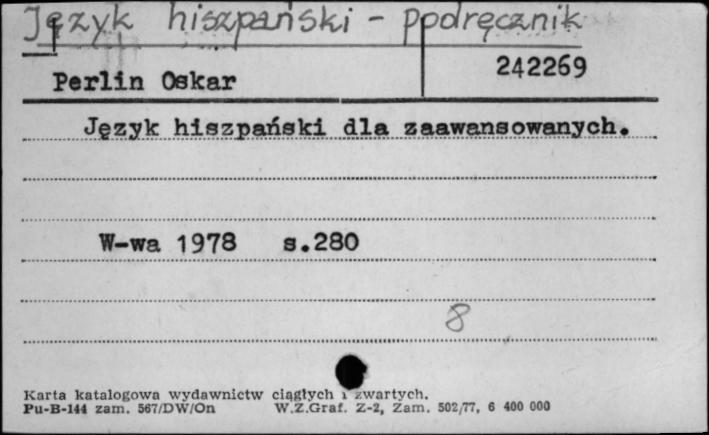 Język hiszpański - podręcznik
Perlin Oskar 242269
Język hiszpański dla zaawansowanych.
W-wa 1978 s.280
8
Karta katalogowa wydawnictw ciągłych i zwartych.
Pu-B-144 zam. 567/DW/On W.Z.Graf. Z-2, Zam. 502/77, 6 400 000